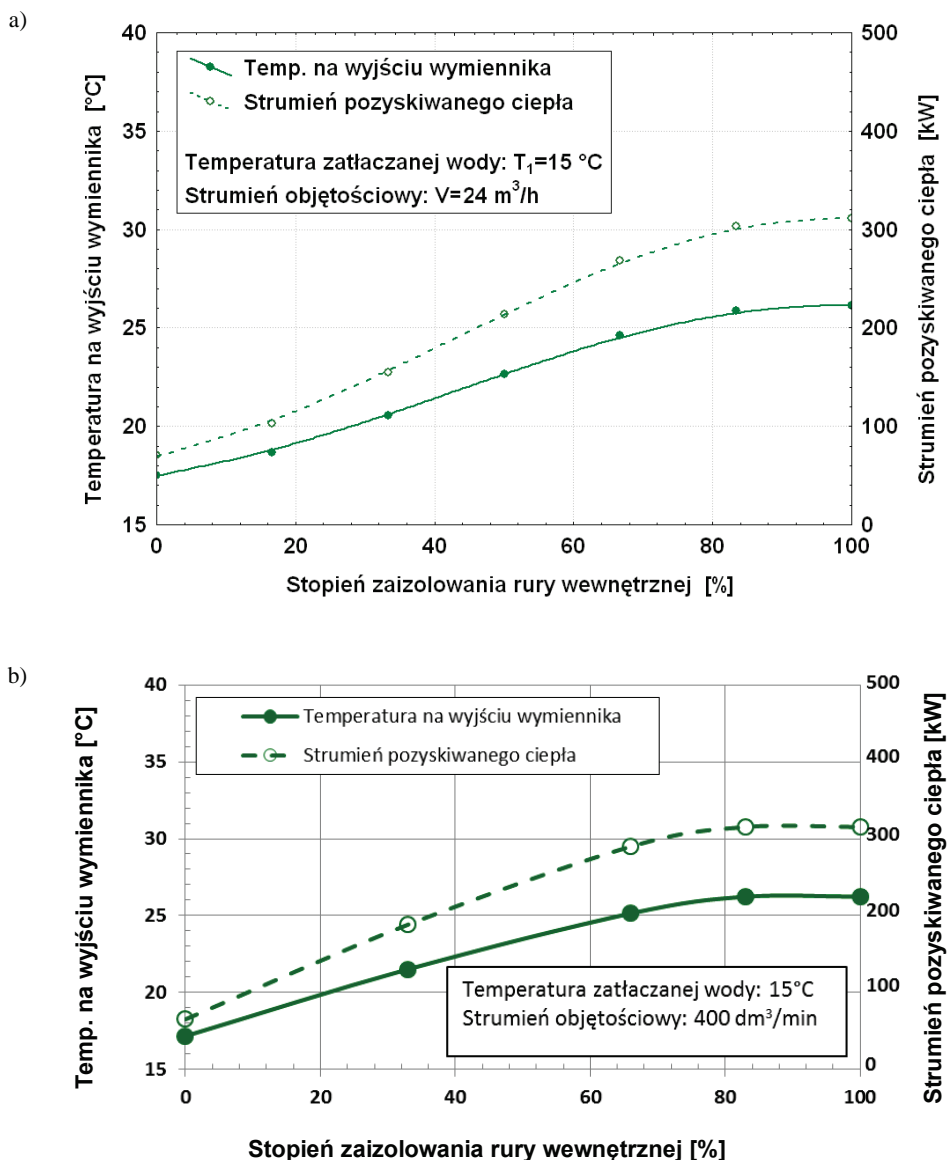 a)
40
35
30
25
20
15
Temperatura na wyjściu wymiennika [°C]
Temp. na wyjściu wymiennika
Strumień pozyskiwanego ciepła
Temperatura zatłaczanej wody: T₁=15 °C
Strumień objętościowy: V=24 m³/h
500
400
300
200
100
0
Strumień pozyskiwanego ciepła [kW]
0 20 40 60 80 100
Stopień zaizolowania rury wewnętrznej [%]
b)
40
35
30
25
20
15
Temp. na wyjściu wymiennika [°C]
Temperatura na wyjściu wymiennika
Strumień pozyskiwanego ciepła
Temperatura zatłaczanej wody: 15°C
Strumień objętościowy: 400 dm³/min
500
400
300
200
100
0
Strumień pozyskiwanego ciepła [kW]
0 20 40 60 80 100
Stopień zaizolowania rury wewnętrznej [%]